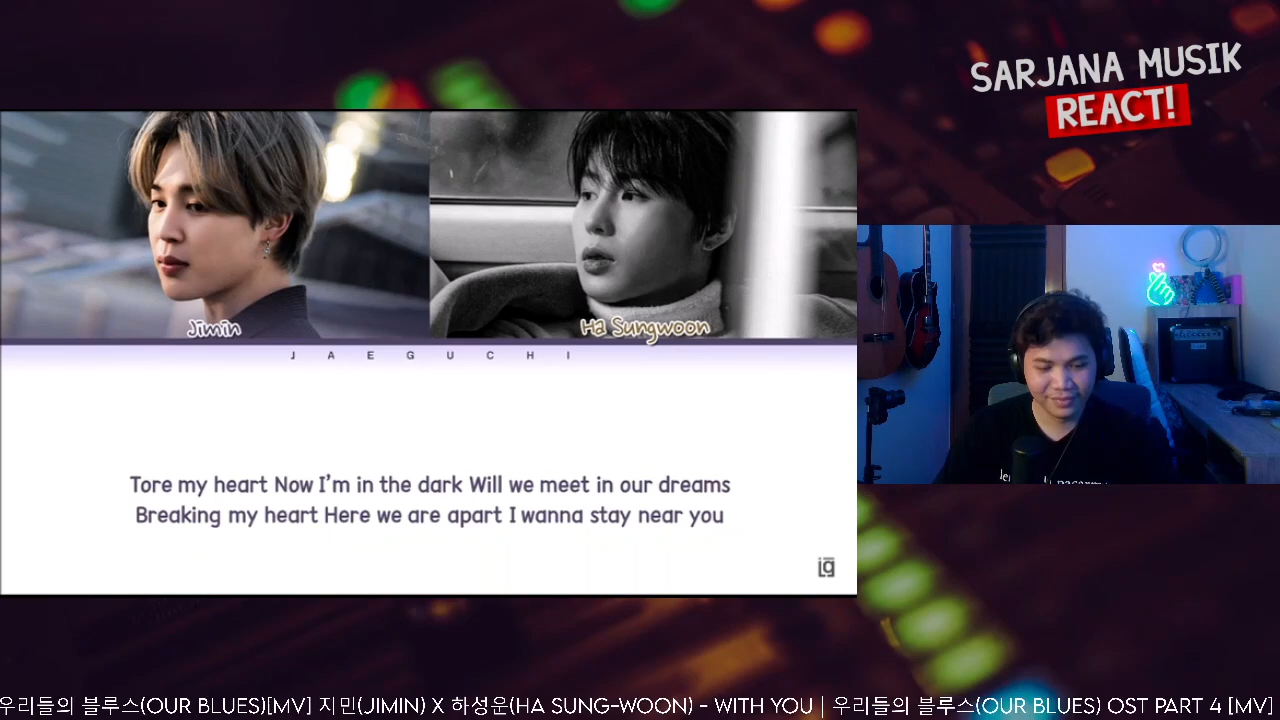 SARJANA MUSIK
REACT!
Jimin
Ha Sungwoon
JAEGUCHI
Tore my heart Now I'm in the dark Will we meet in our dreams
Breaking my heart Here we are apart I wanna stay near you
우리들의 블루스(OUR BLUES)[MV] 지민(JIMIN) X 하성운(HA SUNG-WOON) - WITH YOU | 우리들의 블루스(OUR BLUES) OST PART 4 [MV]